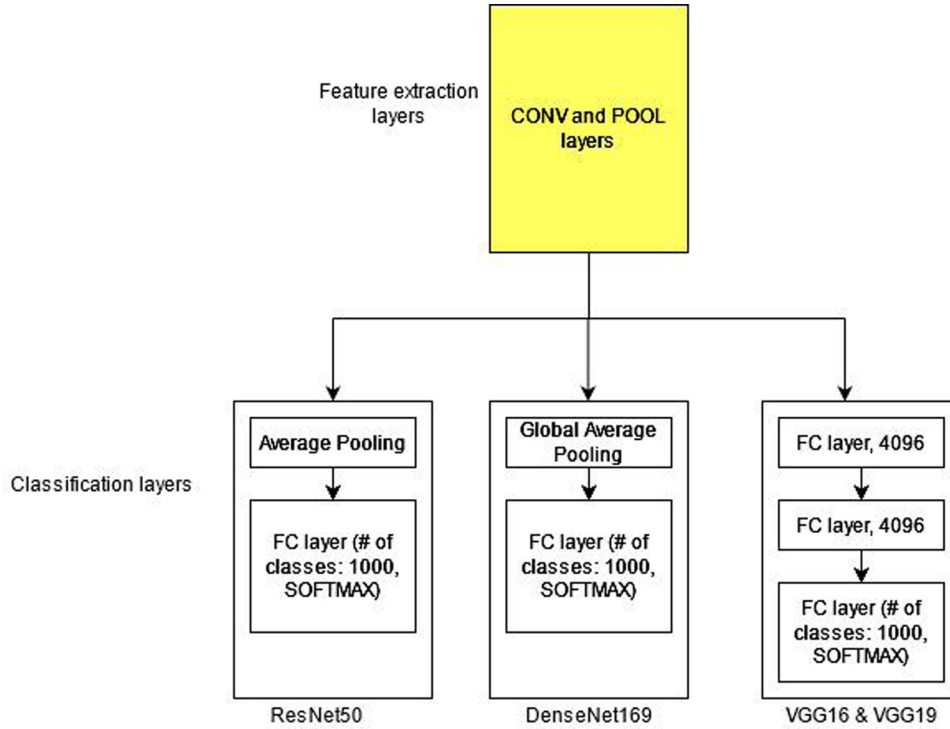 Feature extraction
layers
CONV and POOL
layers
Classification layers
Average Pooling
FC layer (# of
classes: 1000,
SOFTMAX)
ResNet50
Global Average
Pooling
FC layer (# of
classes: 1000,
SOFTMAX)
DenseNet169
FC layer, 4096
FC layer, 4096
FC layer (# of
classes: 1000,
SOFTMAX)
VGG16 & VGG19